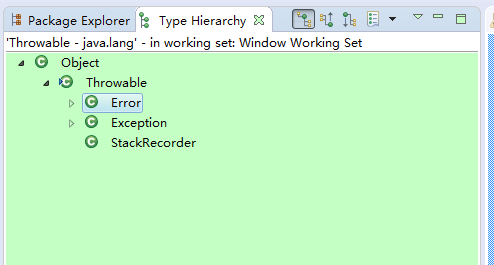 Package Explorer Type Hierarchy
'Throwable - java.lang' - in working set: Window Working Set
Object
Throwable
Error
Exception
StackRecorder